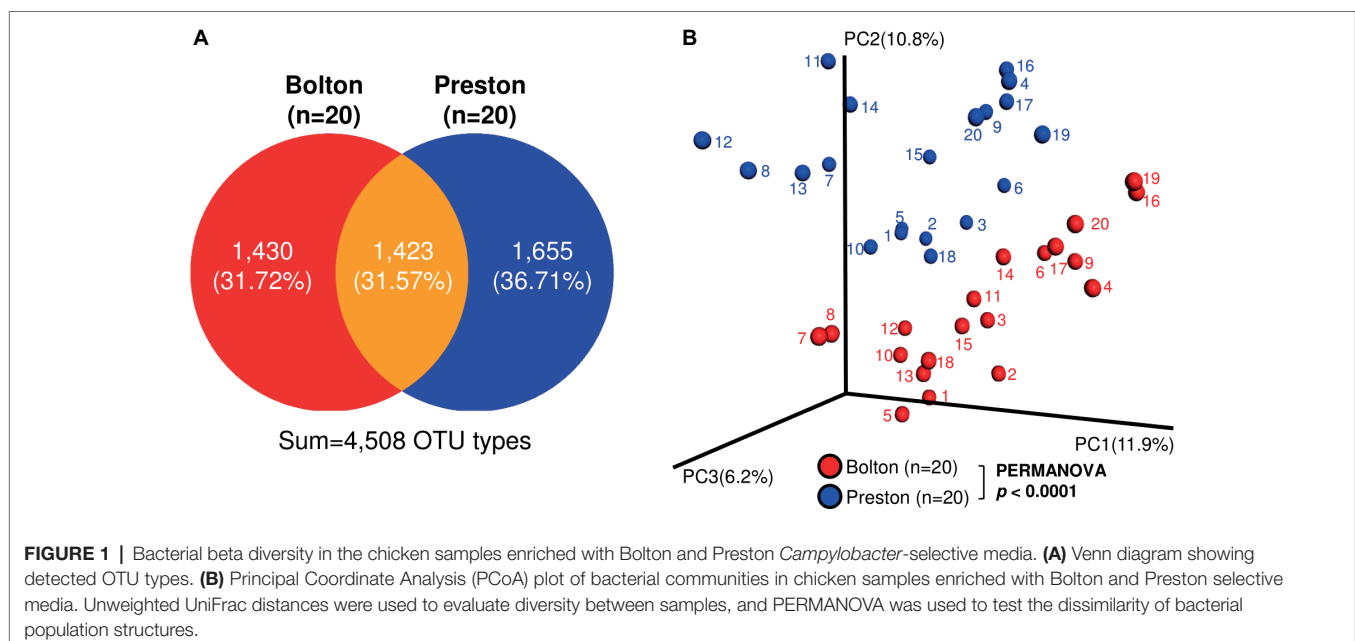 A
Bolton
(n=20)
Preston
(n=20)
1,430
(31.72%)
1,423
(31.57%)
1,655
(36.71%)
Sum=4,508 OTU types
B
PC2(10.8%)
11
16
4
14
17
20
9
19
12
15
8
13
7
6
19
16
5
1
2
3
20
10
18
14
6
17
9
4
11
8
7
12
15
3
10
18
13
2
1
5
PC1(11.9%)
PC3(6.2%)
Bolton (n=20)
Preston (n=20)
PERMANOVA
p < 0.0001
FIGURE 1 | Bacterial beta diversity in the chicken samples enriched with Bolton and Preston Campylobacter-selective media. (A) Venn diagram showing
detected OTU types. (B) Principal Coordinate Analysis (PCoA) plot of bacterial communities in chicken samples enriched with Bolton and Preston selective
media. Unweighted UniFrac distances were used to evaluate diversity between samples, and PERMANOVA was used to test the dissimilarity of bacterial
population structures.